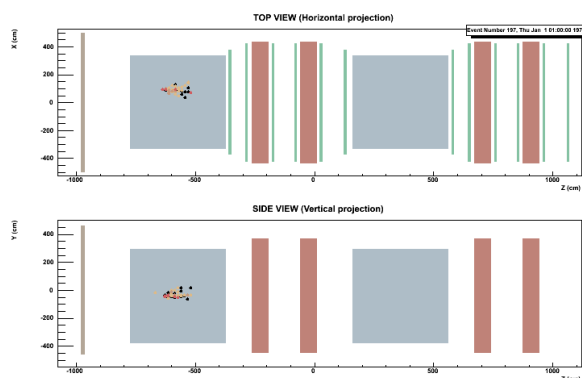 TOP VIEW (Horizontal projection)
Event Number 197, Thu Jan 1 01:00:00 197
X (cm)
400
200
0
-200
-400
-1000
-500
0
500
1000
Z (cm)
SIDE VIEW (Vertical projection)
Y (cm)
400
200
0
-200
-400
-1000
-500
0
500
1000
Z (cm)